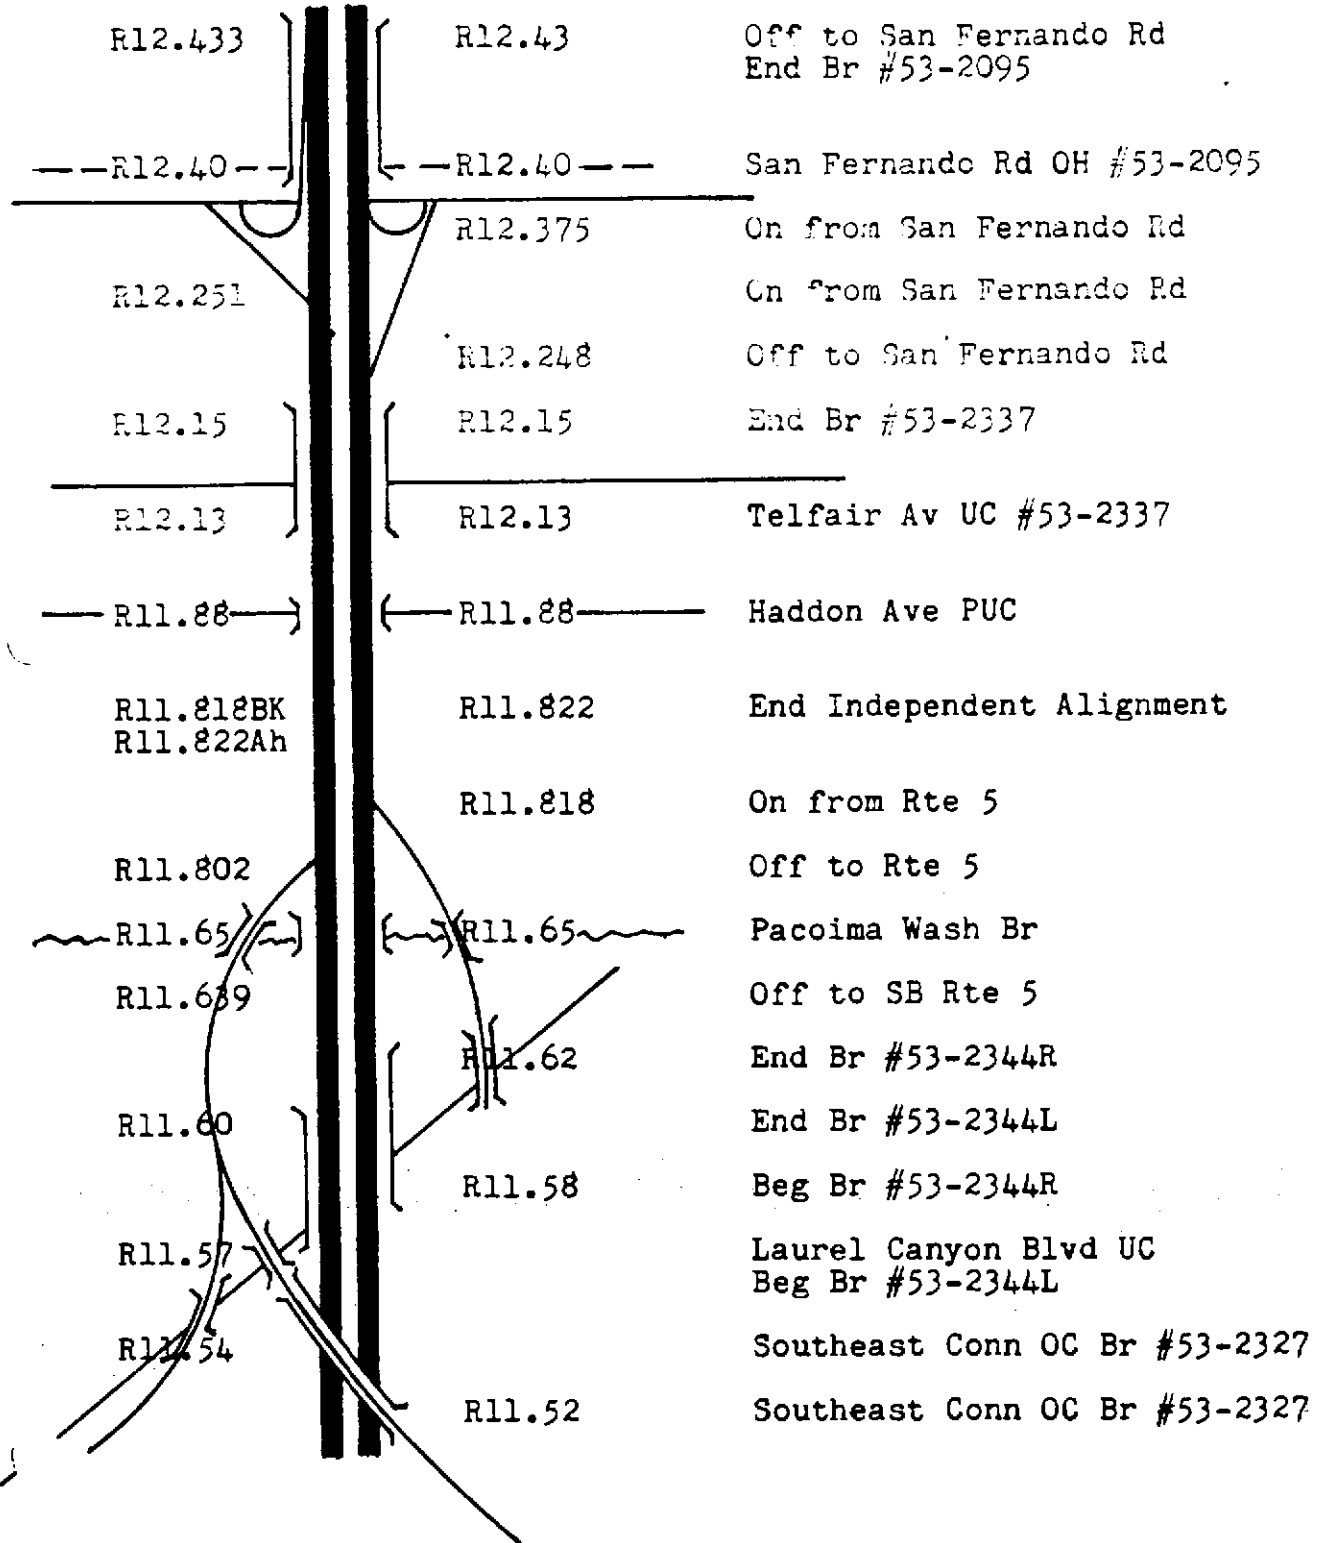 R12.433 R12.43 Off to San Fernando Rd
End Br #53-2095
R12.40 R12.40 San Fernando Rd OH #53-2095
R12.375 On from San Fernando Rd
R12.251 On from San Fernando Rd
R12.248 Off to San Fernando Rd
R12.15 R12.15 End Br #53-2337
R12.13 R12.13 Telfair Av UC #53-2337
R11.88 R11.88 Haddon Ave PUC
R11.818BK R11.822 End Independent Alignment
R11.822Ah
R11.818 On from Rte 5
R11.802 Off to Rte 5
R11.65 R11.65 Pacoima Wash Br
R11.639 Off to SB Rte 5
R11.62 End Br #53-2344R
R11.60 End Br #53-2344L
R11.58 Beg Br #53-2344R
R11.57 Laurel Canyon Blvd UC
Beg Br #53-2344L
R11.54 Southeast Conn OC Br #53-2327
R11.52 Southeast Conn OC Br #53-2327